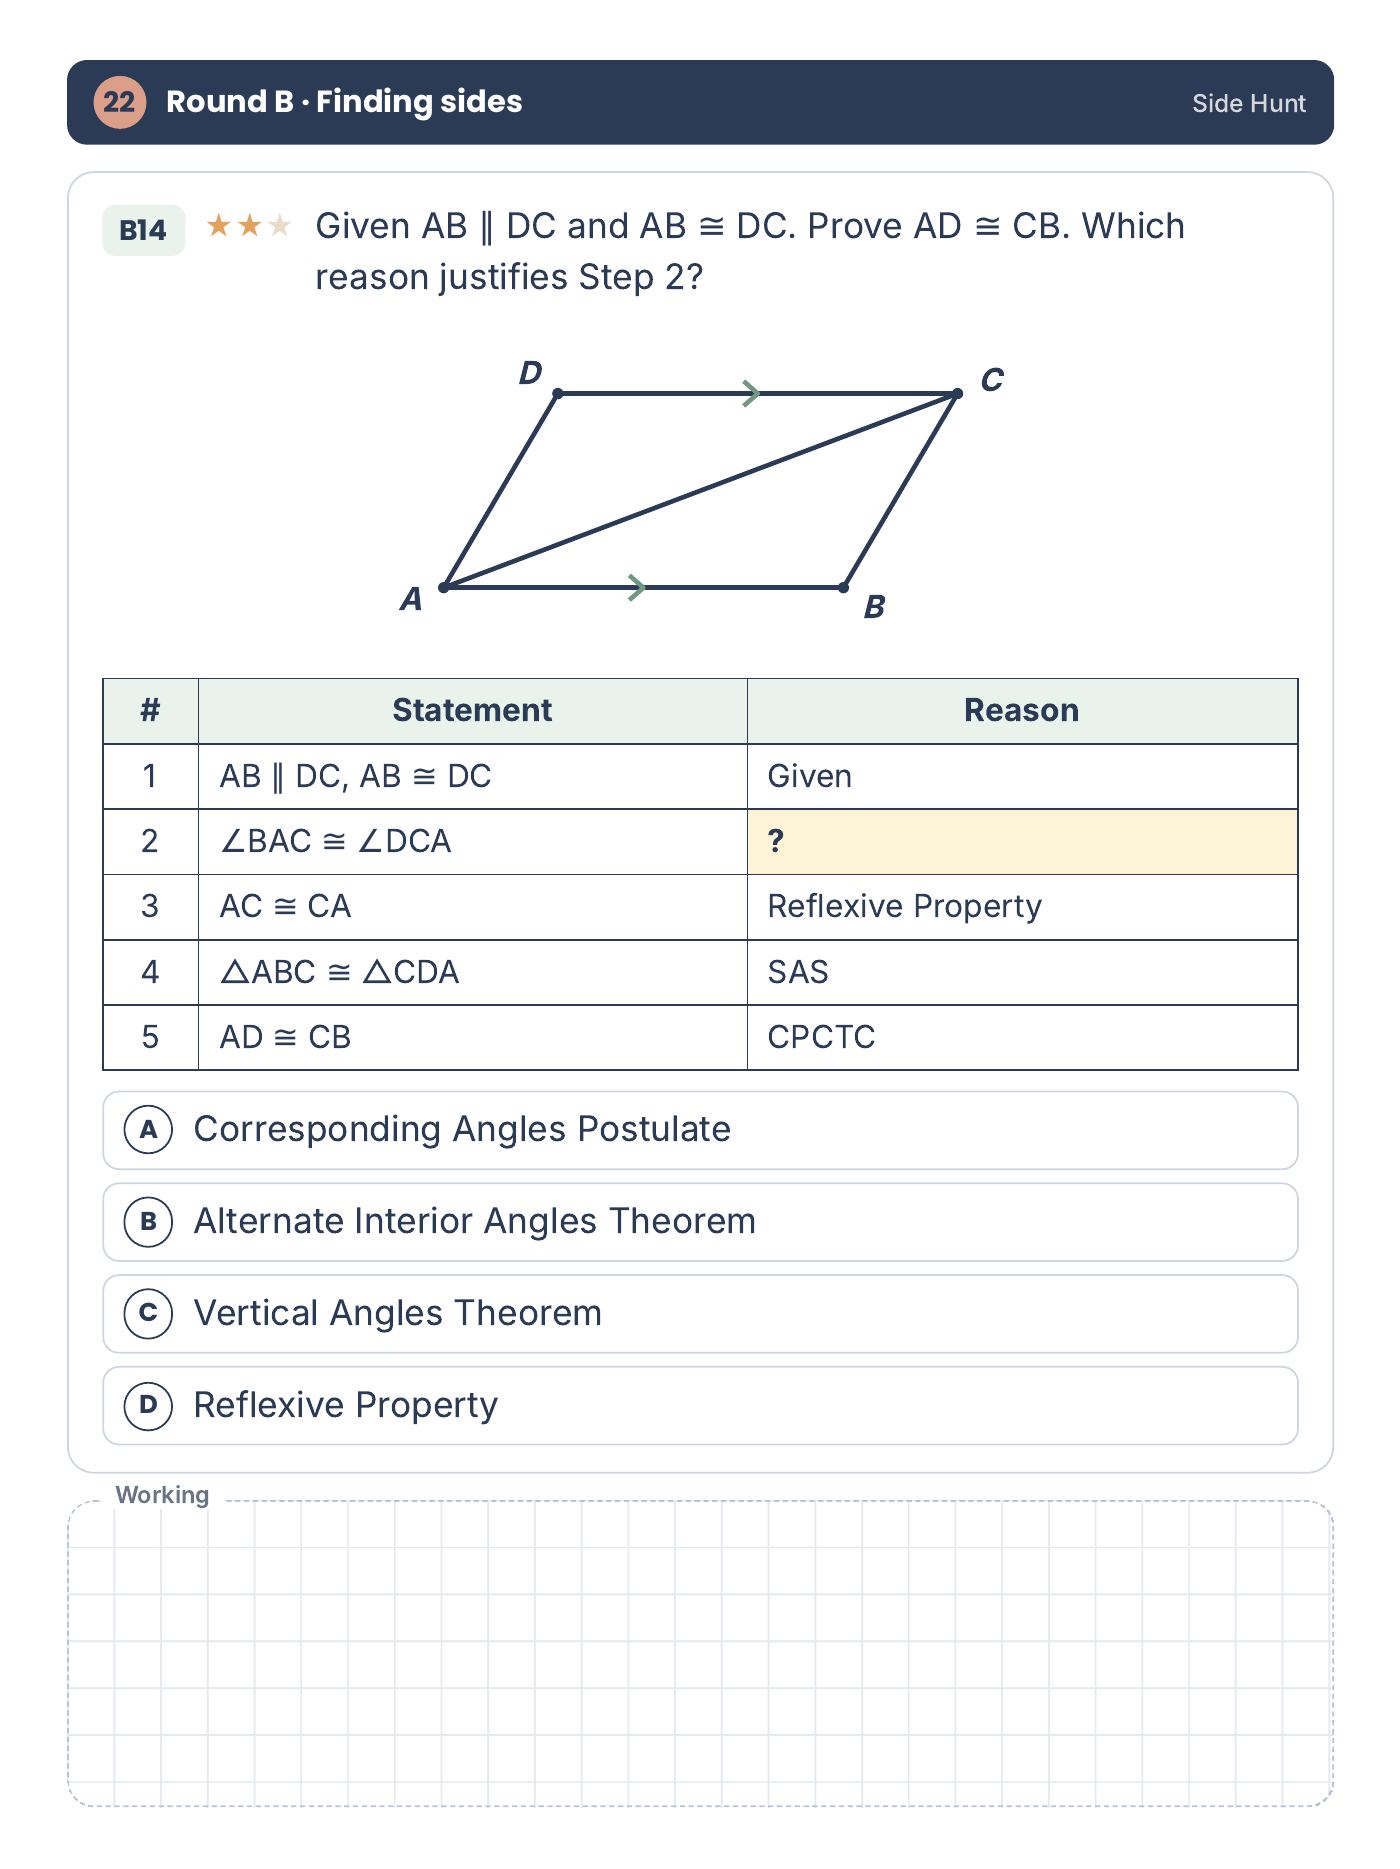 22 Round B · Finding sides Side Hunt
B14 ★★★ Given AB ∥ DC and AB ≅ DC. Prove AD ≅ CB. Which
reason justifies Step 2?
D
C
A
B
# Statement Reason
1 AB ∥ DC, AB ≅ DC Given
2 ∠BAC ≅ ∠DCA ?
3 AC ≅ CA Reflexive Property
4 △ABC ≅ △CDA SAS
5 AD ≅ CB CPCTC
A Corresponding Angles Postulate
B Alternate Interior Angles Theorem
C Vertical Angles Theorem
D Reflexive Property
Working